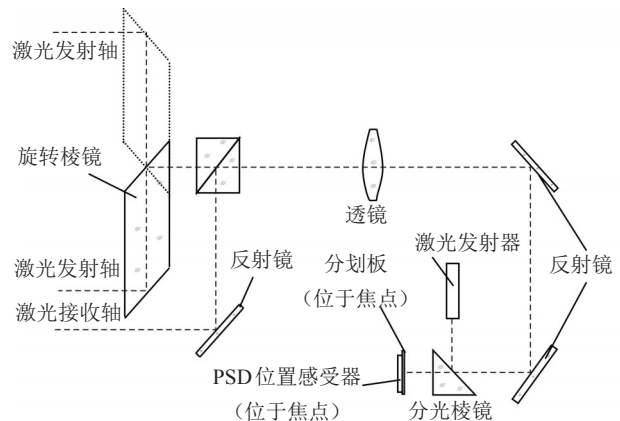 激光发射轴
旋转棱镜
激光发射轴
激光接收轴
反射镜
透镜
激光发射器
分划板
（位于焦点）
反射镜
PSD位置感受器
（位于焦点）
分光棱镜